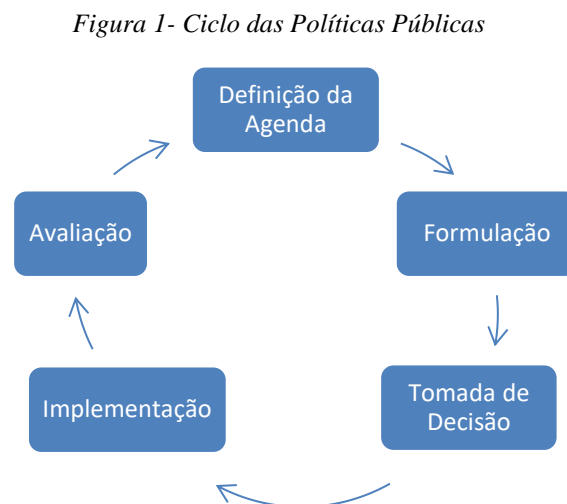 Figura 1- Ciclo das Políticas Públicas
Definição da
Agenda
Formulação
Tomada de
Decisão
Implementação
Avaliação